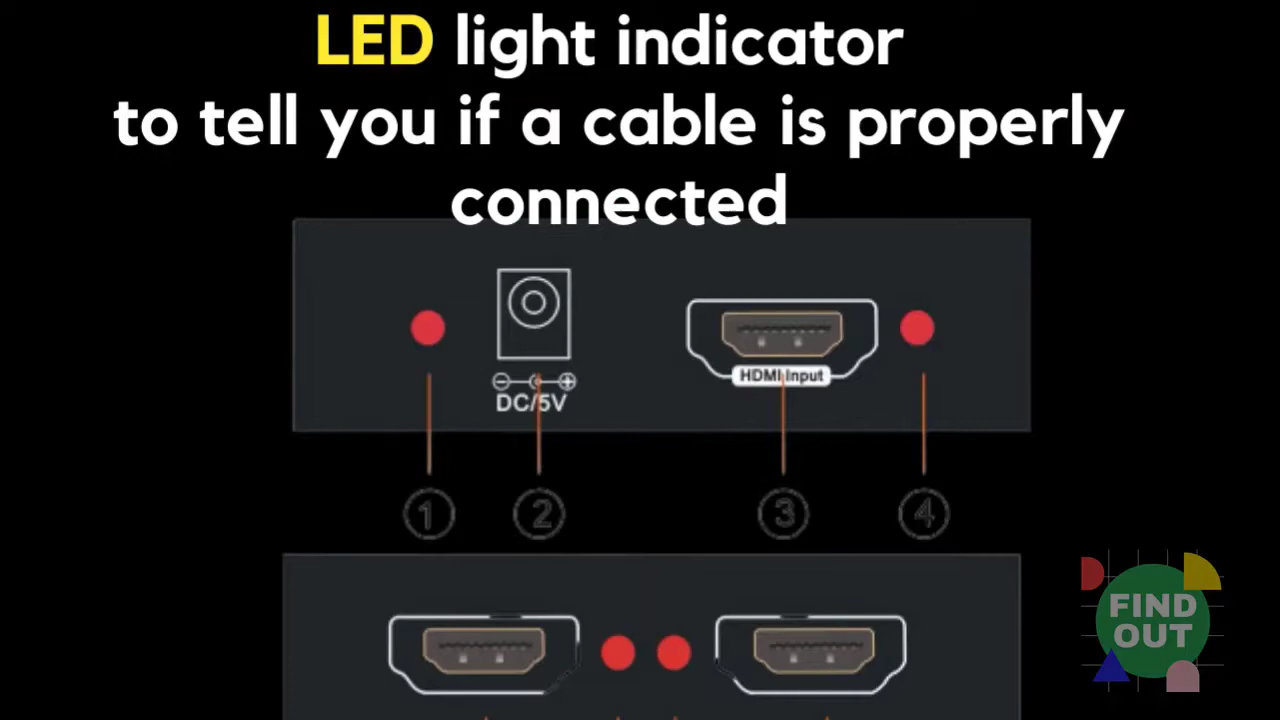 LED light indicator
to tell you if a cable is properly
connected
HDMI Input
DC/5V
1 2 3 4
FIND
OUT